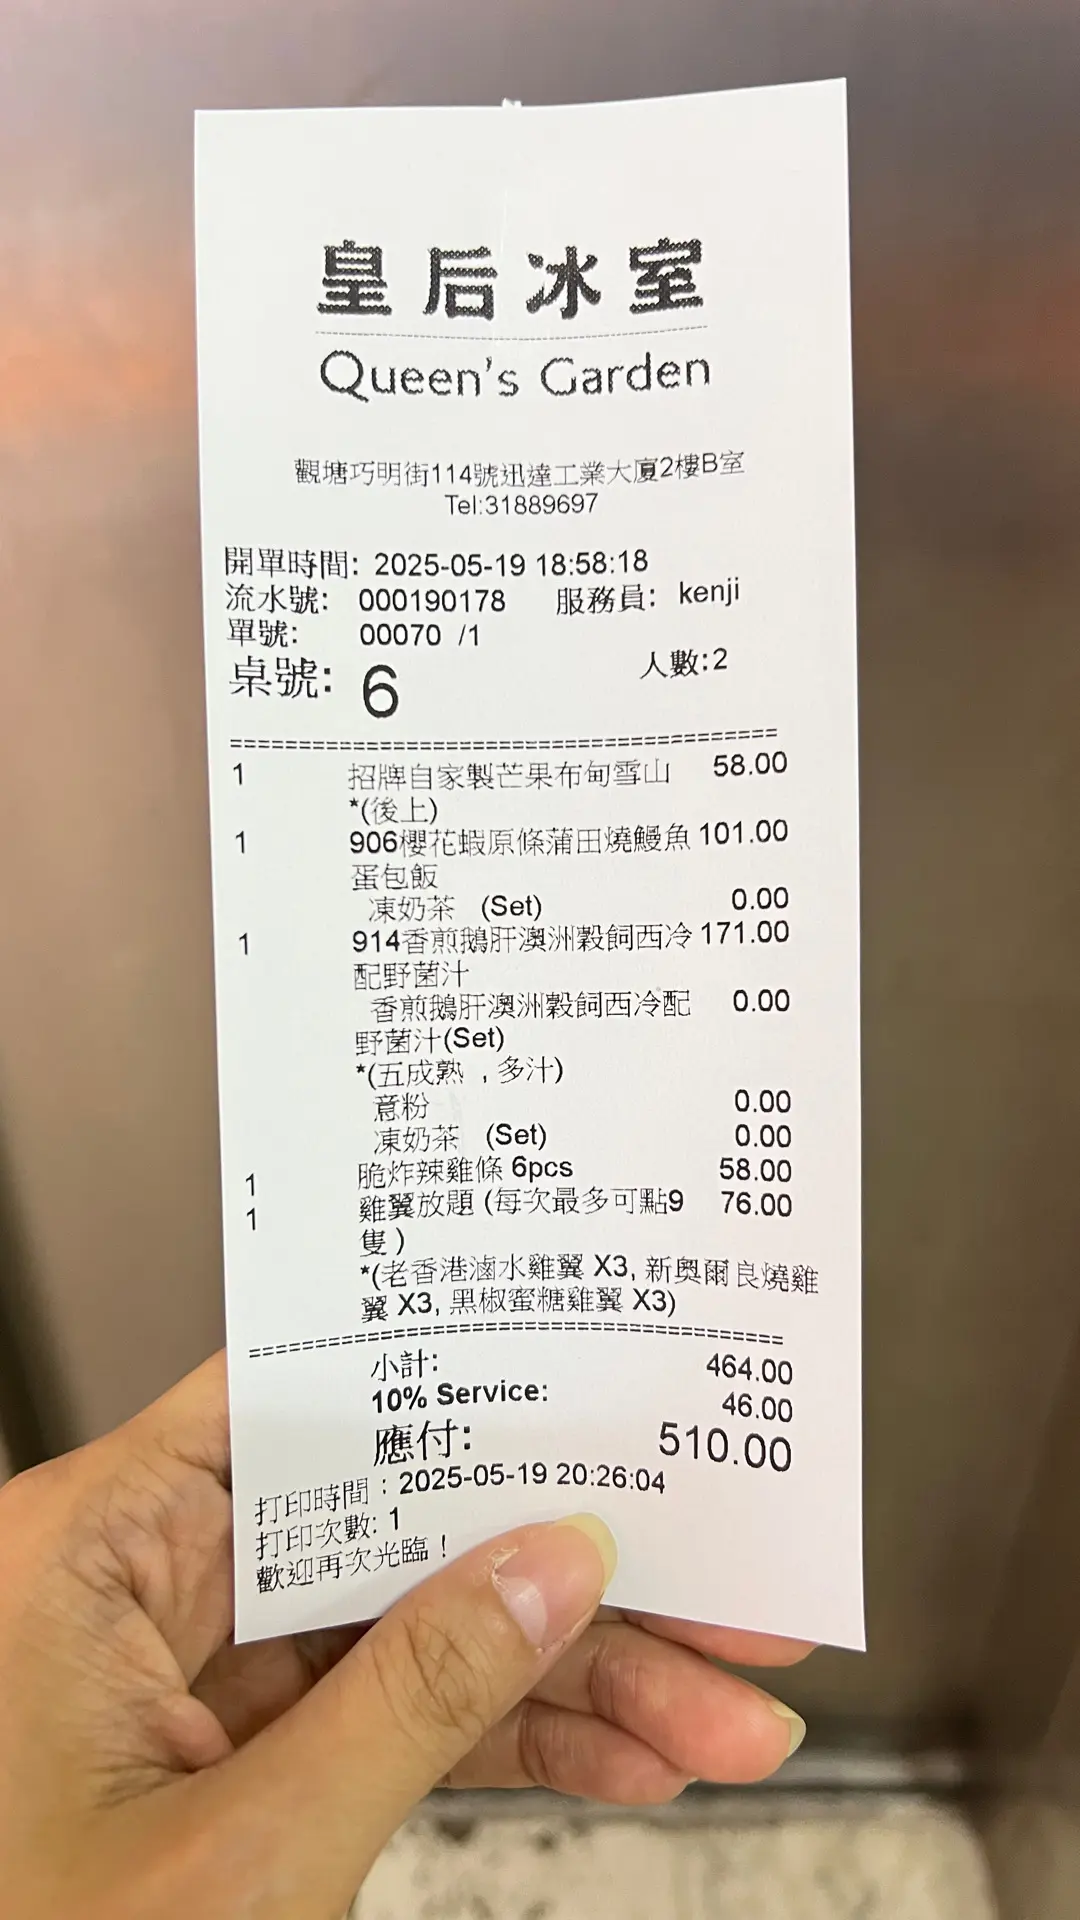 皇后冰室
Queen's Garden
觀塘巧明街114號迅達工業大廈2樓B室
Tel:31889697
開單時間: 2025-05-19 18:58:18
流水號: 000190178 服務員: kenji
單號: 00070 /1
桌號: 6 人數:2
1 招牌自家製芒果布甸雪山 58.00
*(後上)
1 906櫻花蝦原條蒲田燒鰻魚 101.00
蛋包飯
凍奶茶 (Set) 0.00
1 914香煎鵝肝澳洲穀飼西冷 171.00
配野菌汁
香煎鵝肝澳洲穀飼西冷配 0.00
野菌汁(Set)
*(五成熟 , 多汁)
意粉 0.00
凍奶茶 (Set) 0.00
1 脆炸辣雞條 6pcs 58.00
1 雞翼放題 (每次最多可點9 76.00
隻 )
*(老香港滷水雞翼 X3, 新奧爾良燒雞
翼 X3, 黑椒蜜糖雞翼 X3)
小計: 464.00
10% Service: 46.00
應付: 510.00
打印時間：2025-05-19 20:26:04
打印次數: 1
歡迎再次光臨！